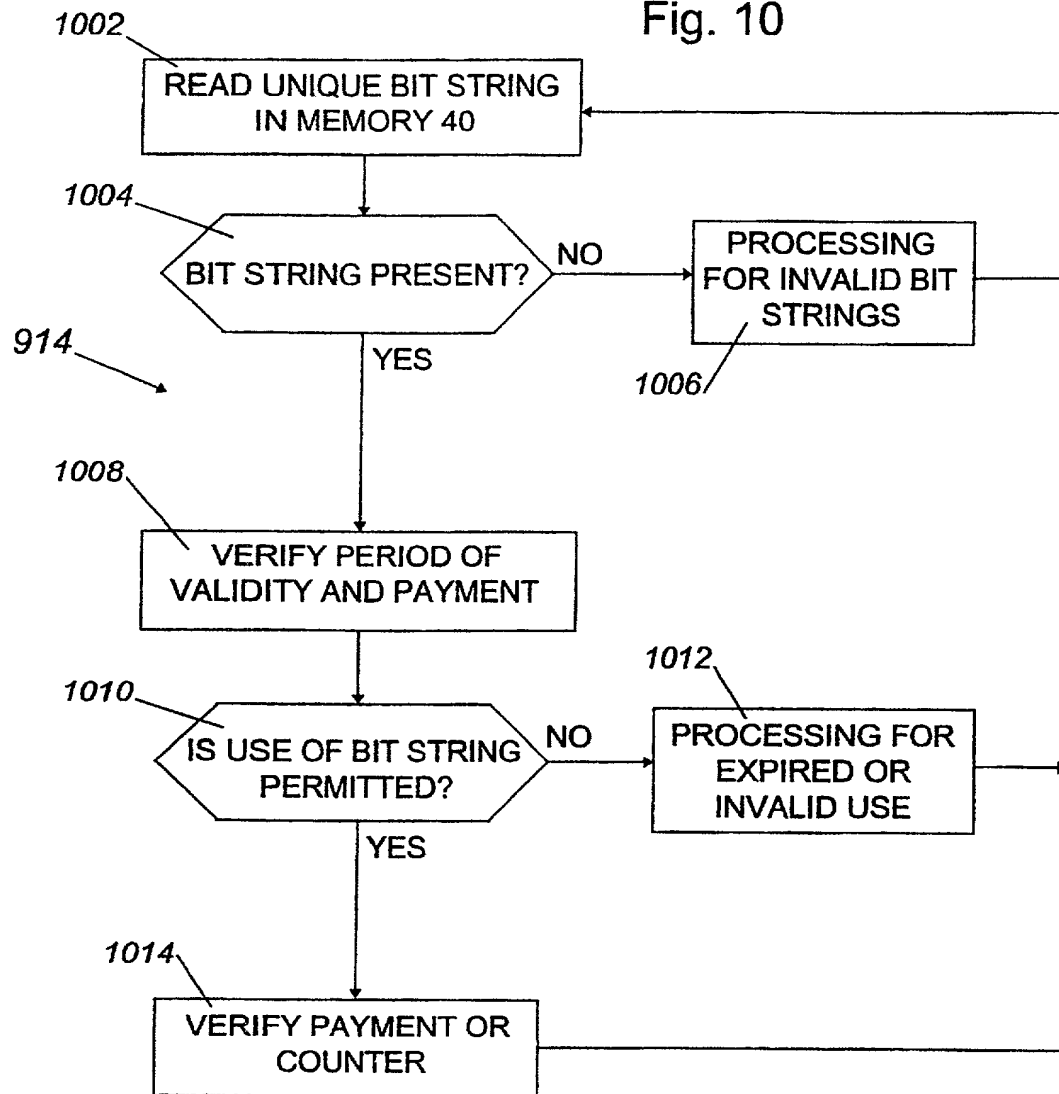 Fig. 10
1002
READ UNIQUE BIT STRING
IN MEMORY 40
1004
BIT STRING PRESENT?
NO
PROCESSING
FOR INVALID BIT
STRINGS
1006
914
YES
1008
VERIFY PERIOD OF
VALIDITY AND PAYMENT
1010
IS USE OF BIT STRING
PERMITTED?
NO
1012
PROCESSING FOR
EXPIRED OR
INVALID USE
YES
1014
VERIFY PAYMENT OR
COUNTER